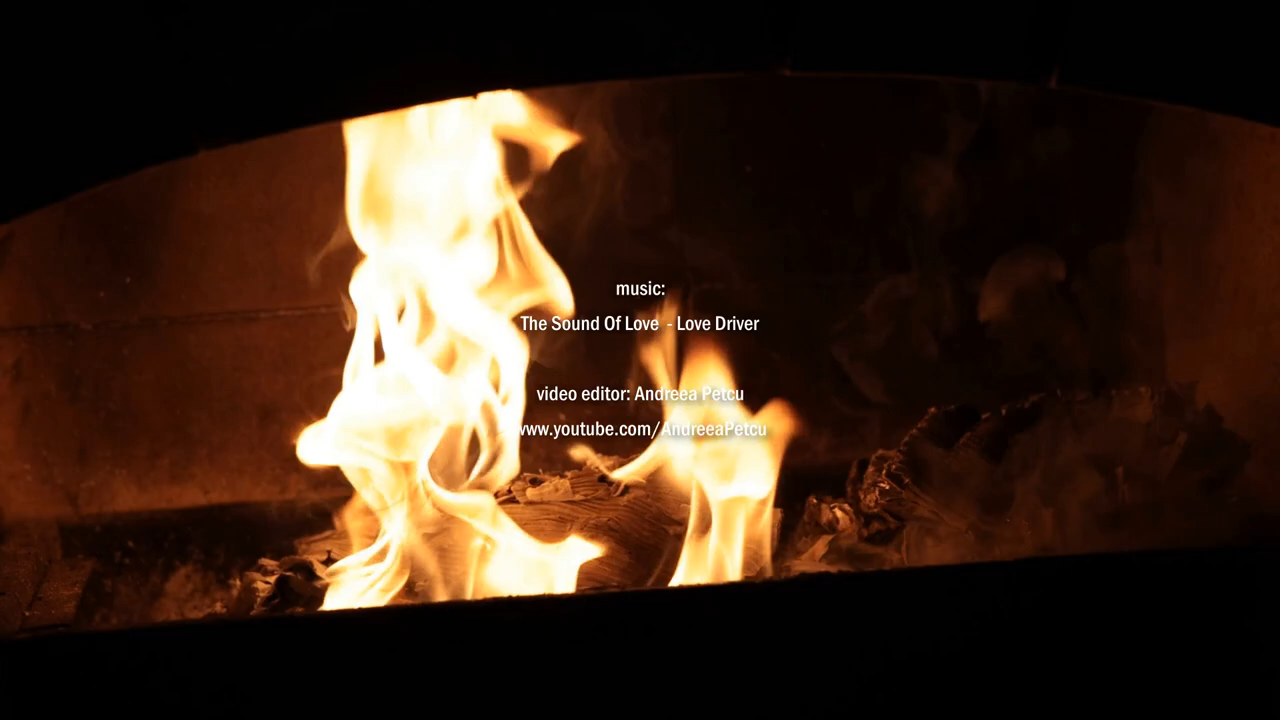 music:
The Sound Of Love - Love Driver
video editor: Andreea Petcu
www.youtube.com/AndreeaPetcu